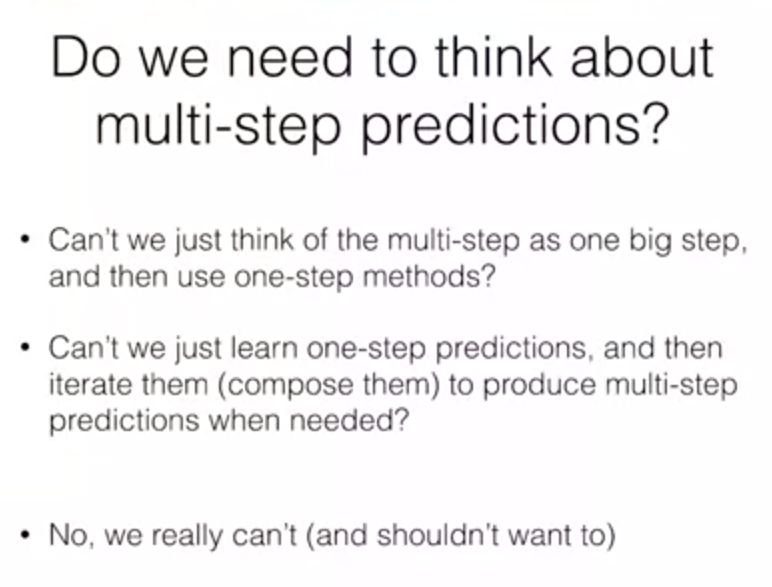 Do we need to think about
multi-step predictions?
• Can't we just think of the multi-step as one big step,
and then use one-step methods?
• Can't we just learn one-step predictions, and then
iterate them (compose them) to produce multi-step
predictions when needed?
• No, we really can't (and shouldn't want to)